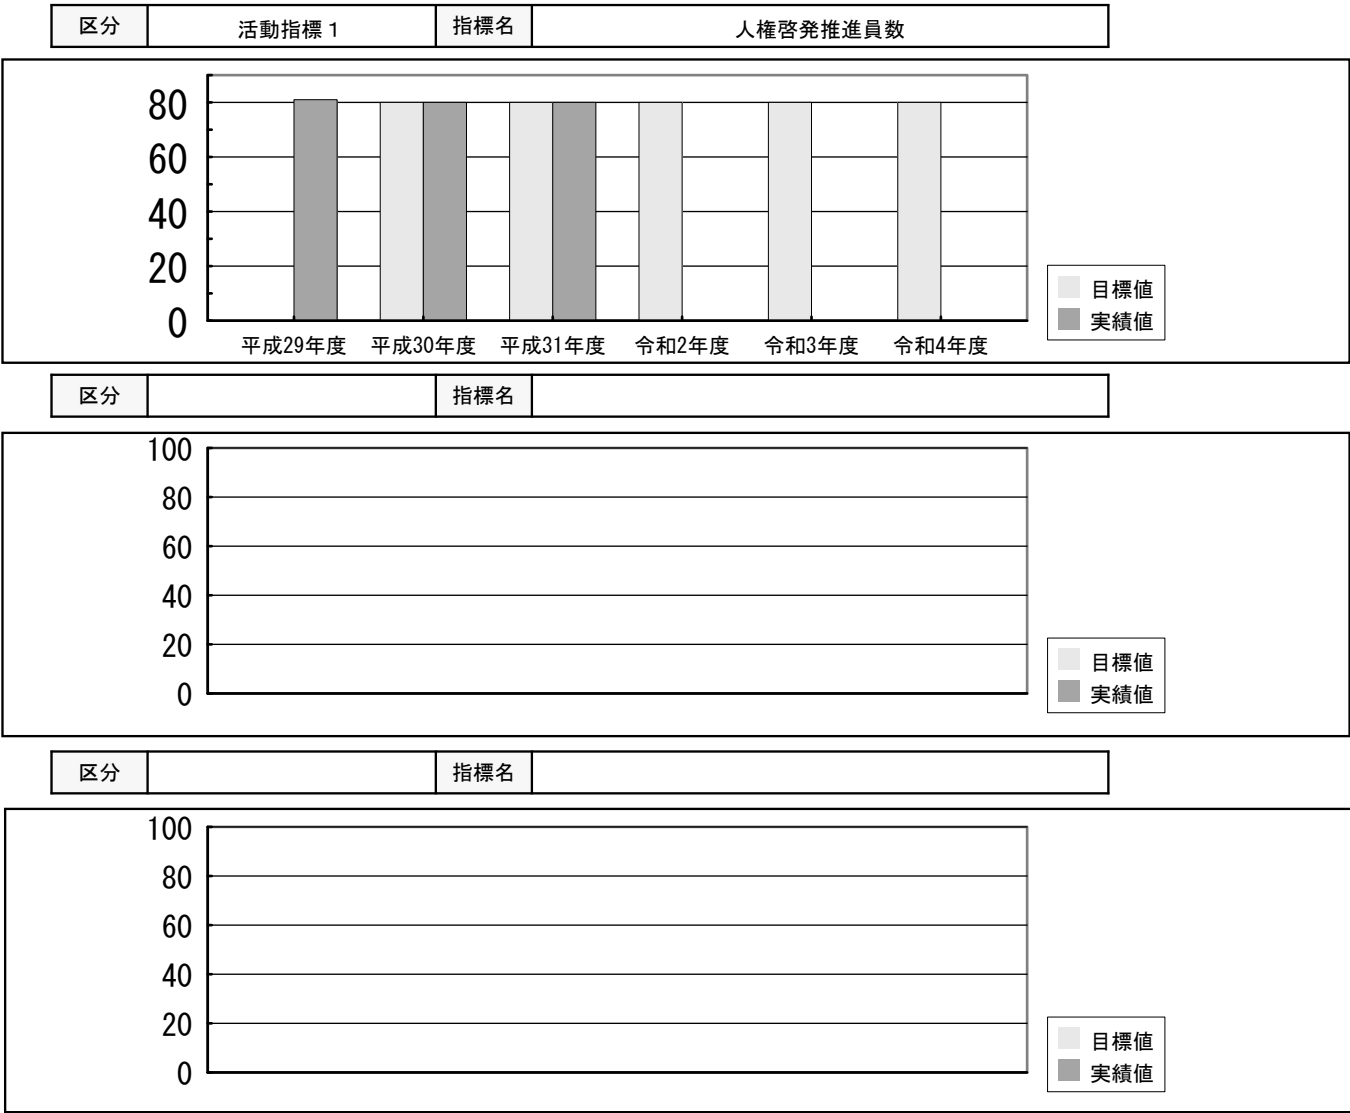 区分 活動指標１ 指標名 人権啓発推進員数
80
60
40
20
0
平成29年度 平成30年度 平成31年度 令和2年度 令和3年度 令和4年度
目標値
実績値
区分 指標名
100
80
60
40
20
0
目標値
実績値
区分 指標名
100
80
60
40
20
0
目標値
実績値